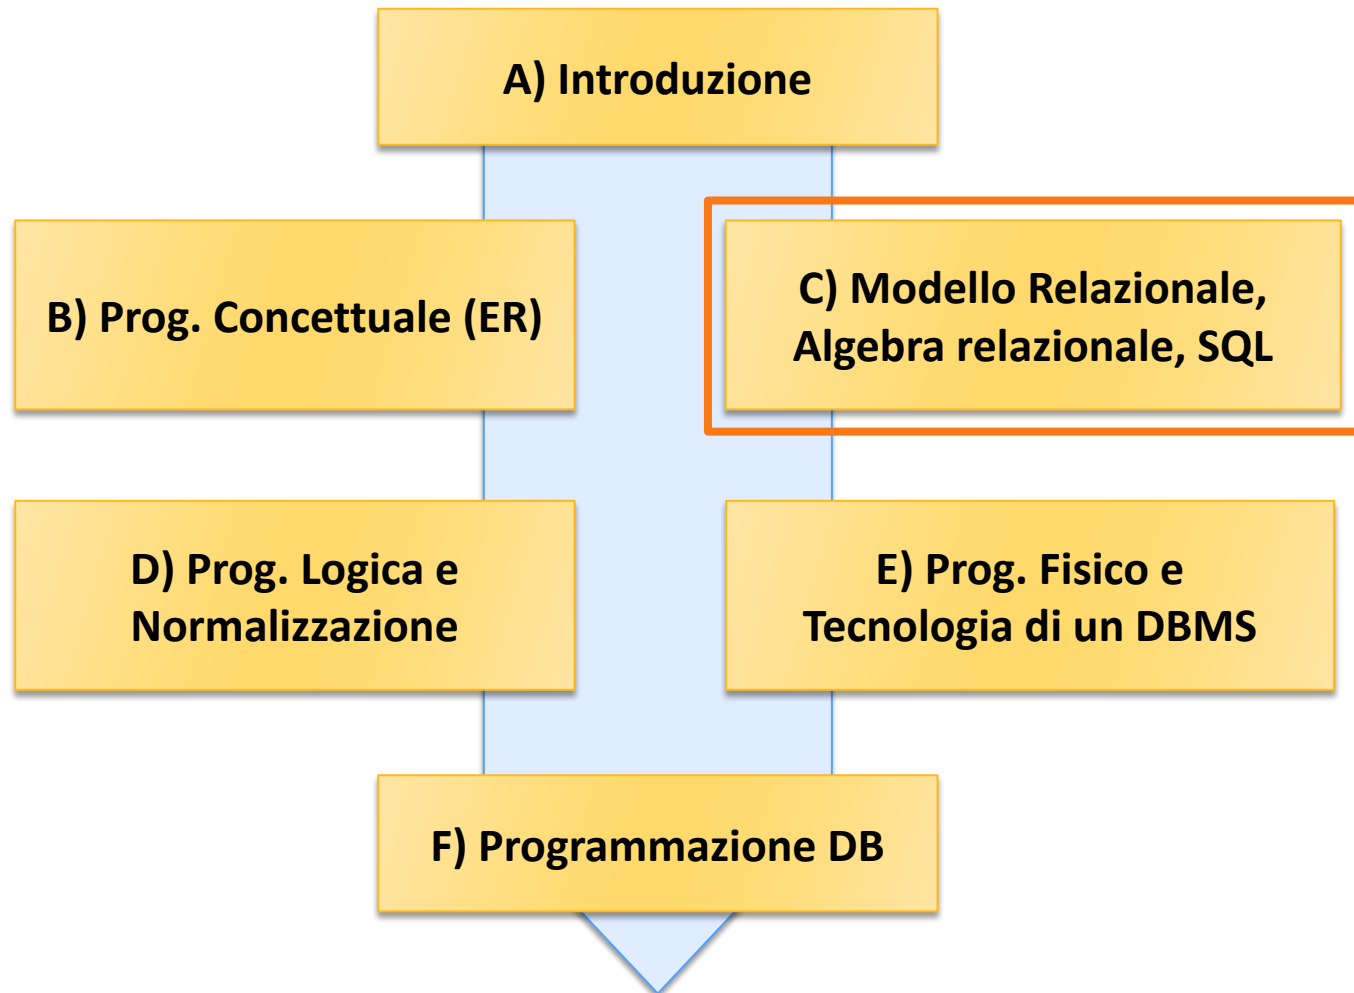 A) Introduzione
B) Prog. Concettuale (ER)
C) Modello Relazionale,
Algebra relazionale, SQL
D) Prog. Logica e
Normalizzazione
E) Prog. Fisico e
Tecnologia di un DBMS
F) Programmazione DB